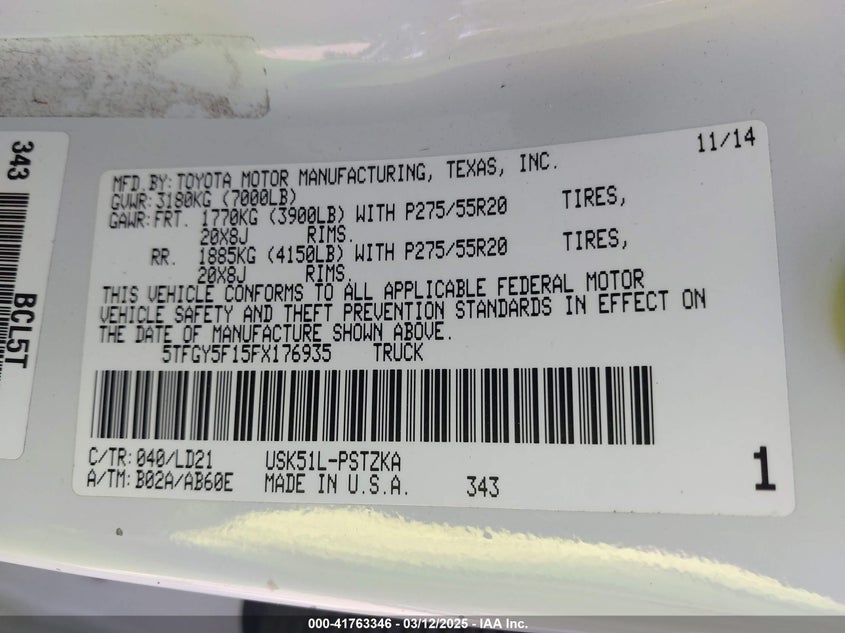 343
BCL5T
11/14
MFD.BY: TOYOTA MOTOR MANUFACTURING, TEXAS, INC.
GVWR: 3180KG (7000LB)
GAWR: FRT. 1770KG (3900LB) WITH P275/55R20 TIRES,
20X8J RIMS.
RR. 1885KG (4150LB) WITH P275/55R20 TIRES,
20X8J RIMS.
THIS VEHICLE CONFORMS TO ALL APPLICABLE FEDERAL MOTOR
VEHICLE SAFETY AND THEFT PREVENTION STANDARDS IN EFFECT ON
THE DATE OF MANUFACTURE SHOWN ABOVE.
5TFGY5F15FX176935 TRUCK
C/TR: 040/LD21 USK51L-PSTZKA
A/TM: B02A/AB60E MADE IN U.S.A. 343
1
000-41763346 - 03/12/2025 - IAA Inc.